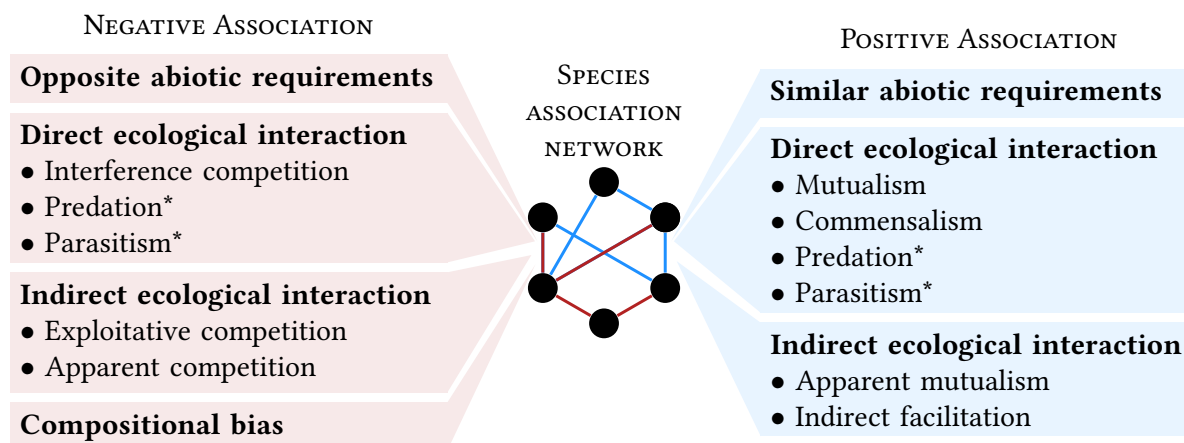 NEGATIVE ASSOCIATION
Opposite abiotic requirements
Direct ecological interaction
• Interference competition
• Predation*
• Parasitism*
Indirect ecological interaction
• Exploitative competition
• Apparent competition
Compositional bias
SPECIES
ASSOCIATION
NETWORK
POSITIVE ASSOCIATION
Similar abiotic requirements
Direct ecological interaction
• Mutualism
• Commensalism
• Predation*
• Parasitism*
Indirect ecological interaction
• Apparent mutualism
• Indirect facilitation